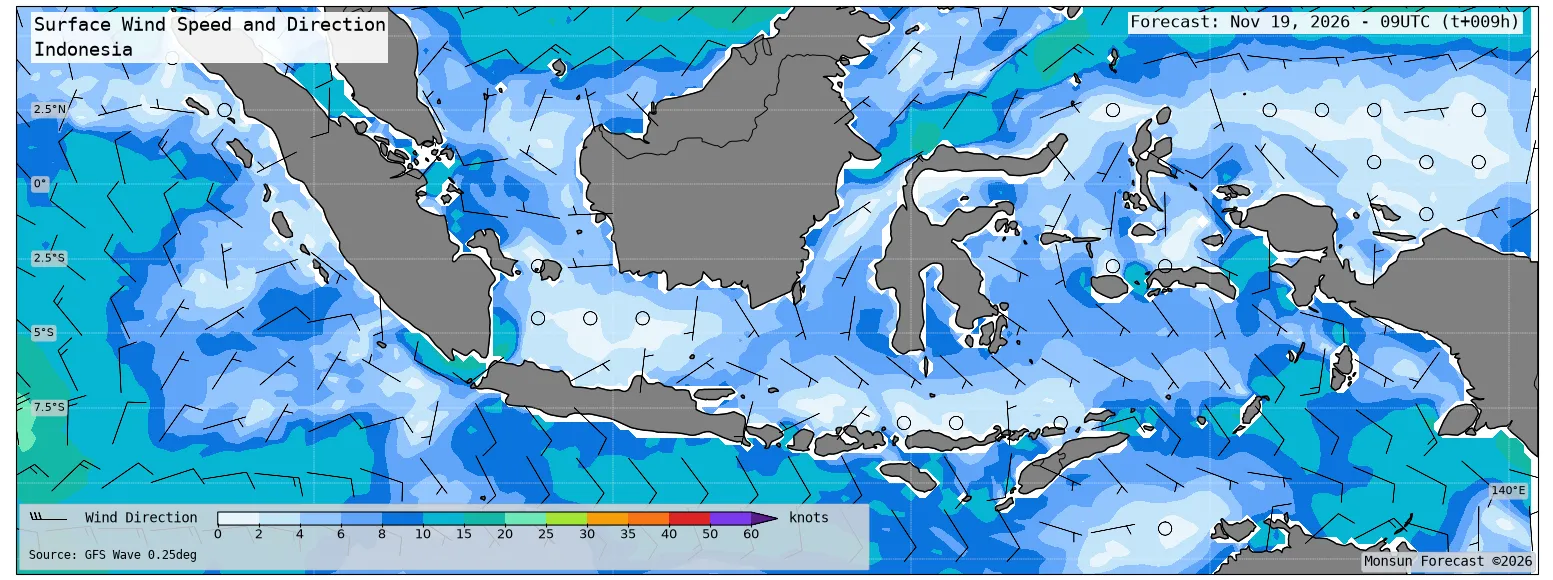 Surface Wind Speed and Direction
Indonesia
Forecast: Nov 19, 2026 - 09UTC (t+009h)
2.5°N
0°
2.5°S
5°S
7.5°S
140°E
Wind Direction
0 2 4 6 8 10 15 20 25 30 35 40 50 60
knots
Source: GFS Wave 0.25deg
Monsun Forecast ©2026